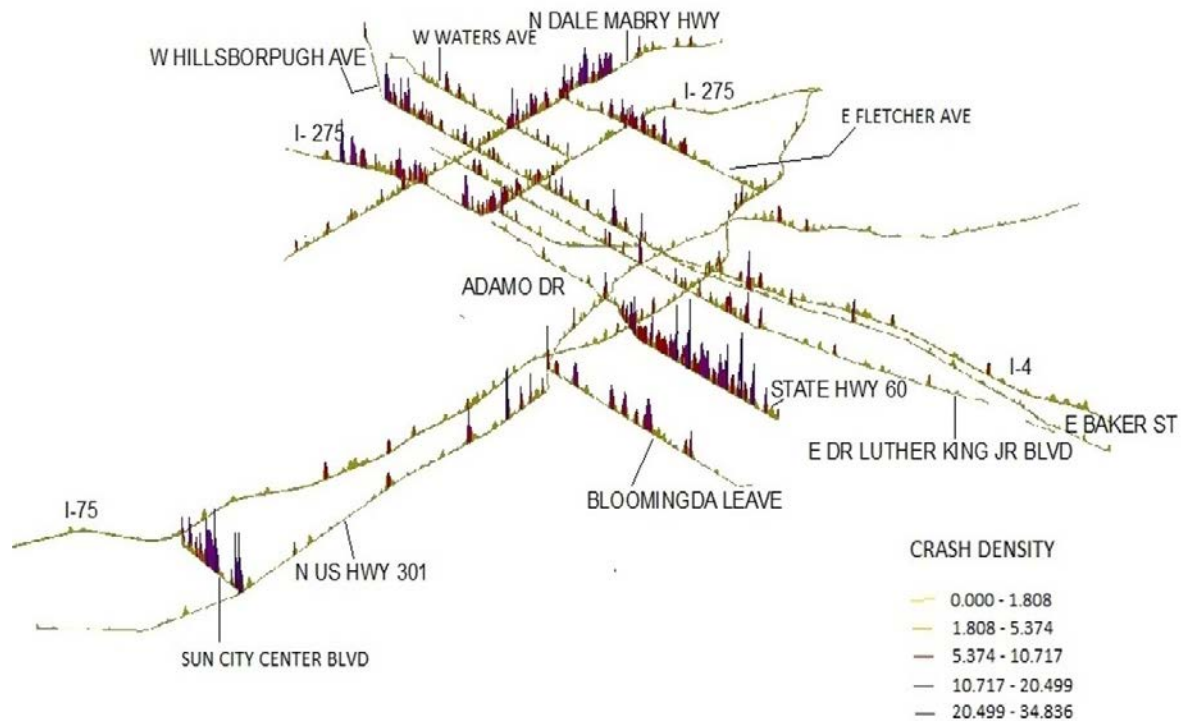 N DALE MABRY HWY
W WATERS AVE
W HILLSBORPUGH AVE
I- 275
I- 275
E FLETCHER AVE
ADAMO DR
I-4
STATE HWY 60
E BAKER ST
E DR LUTHER KING JR BLVD
BLOOMINGDA LEAVE
I-75
N US HWY 301
SUN CITY CENTER BLVD
CRASH DENSITY
0.000 - 1.808
1.808 - 5.374
5.374 - 10.717
10.717 - 20.499
20.499 - 34.836